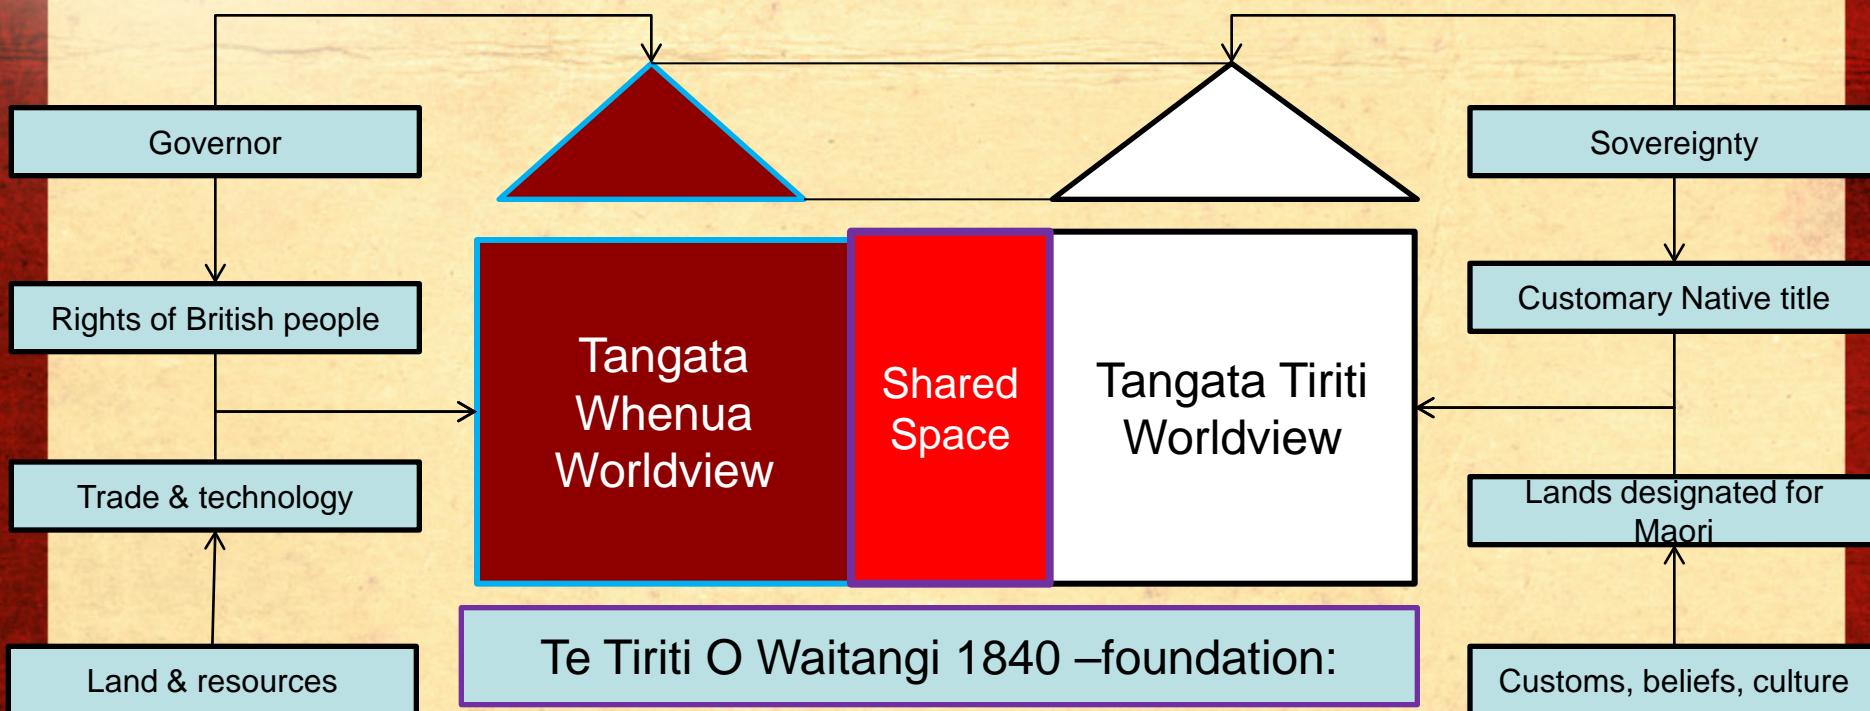 Governor
Rights of British people
Trade & technology
Land & resources
Tangata
Whenua
Worldview
Shared
Space
Tangata Tiriti
Worldview
Te Tiriti O Waitangi 1840 –foundation:
Sovereignty
Customary Native title
Lands designated for
Maori
Customs, beliefs, culture